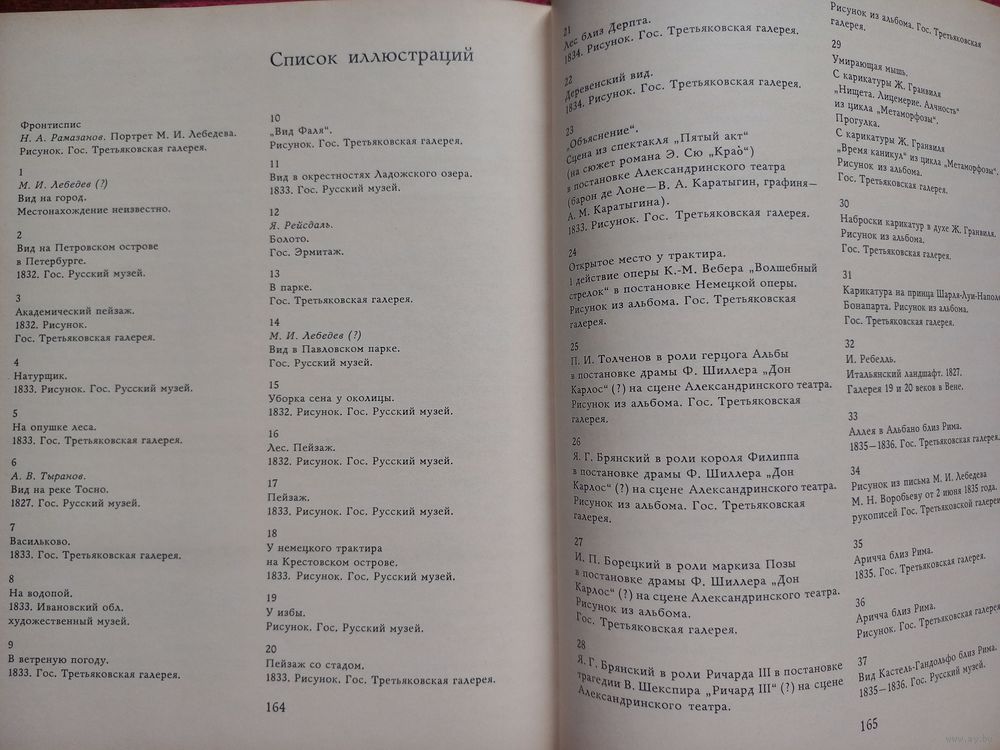 Список иллюстраций
Фронтиспис
Н. А. Рамазанов. Портрет М. И. Лебедева.
Рисунок. Гос. Третьяковская галерея.
1
М. И. Лебедев (?)
Вид на город.
Местонахождение неизвестно.
2
Вид на Петровском острове
в Петербурге.
1832. Гос. Русский музей.
3
Академический пейзаж.
1832. Рисунок.
Гос. Третьяковская галерея.
4
Натурщик.
1833. Рисунок. Гос. Русский музей.
5
На опушке леса.
1833. Гос. Третьяковская галерея.
6
А. В. Тыранов.
Вид на реке Тосно.
1827. Гос. Русский музей.
7
Васильково.
1833. Гос. Третьяковская галерея.
8
На водопой.
1833. Ивановский обл.
художественный музей.
9
В ветреную погоду.
1833. Гос. Третьяковская галерея.
10
„Вид Фаля“.
Рисунок. Гос. Третьяковская галерея.
11
Вид в окрестностях Ладожского озера.
1833. Гос. Русский музей.
12
Я. Рейсдаль.
Болото.
Гос. Эрмитаж.
13
В парке.
Гос. Третьяковская галерея.
14
М. И. Лебедев (?)
Вид в Павловском парке.
Гос. Русский музей.
15
Уборка сена у околицы.
1832. Рисунок. Гос. Русский музей.
16
Лес. Пейзаж.
1832. Рисунок. Гос. Русский музей.
17
Пейзаж.
1833. Рисунок. Гос. Русский музей.
18
У немецкого трактира
на Крестовском острове.
1833. Рисунок. Гос. Русский музей.
19
У избы.
Рисунок. Гос. Русский музей.
20
Пейзаж со стадом.
1833. Рисунок. Гос. Третьяковская галерея.
164
21
Лес близ Дерпта.
1834. Рисунок. Гос. Третьяковская галерея.
22
Деревенский вид.
1834. Рисунок. Гос. Третьяковская галерея.
23
„Объяснение“.
Сцена из спектакля „Пятый акт“
(на сюжет романа Э. Сю „Крао“)
в постановке Александринского театра
(барон де Лоне—В. А. Каратыгин, графиня—
А. М. Каратыгина).
1833. Рисунок. Гос. Третьяковская галерея.
24
Открытое место у трактира.
1 действие оперы К.-М. Вебера „Волшебный
стрелок“ в постановке Немецкой оперы.
Рисунок из альбома. Гос. Третьяковская
галерея.
25
П. И. Толченов в роли герцога Альбы
в постановке драмы Ф. Шиллера „Дон
Карлос“ (?) на сцене Александринского театра.
Рисунок из альбома. Гос. Третьяковская
галерея.
26
Я. Г. Брянский в роли короля Филиппа
в постановке драмы Ф. Шиллера „Дон
Карлос“ (?) на сцене Александринского театра.
Рисунок из альбома. Гос. Третьяковская
галерея.
27
И. П. Борецкий в роли маркиза Позы
в постановке драмы Ф. Шиллера „Дон
Карлос“ (?) на сцене Александринского театра.
Рисунок из альбома.
Гос. Третьяковская галерея.
28
Я. Г. Брянский в роли Ричарда III в постановке
трагедии В. Шекспира „Ричард III“ (?) на сцене
Александринского театра.
Рисунок из альбома. Гос. Третьяковская
галерея.
29
Умирающая мышь.
С карикатуры Ж. Гранвиля
„Нищета. Лицемерие. Алчность“
из цикла „Метаморфозы“.
Прогулка.
С карикатуры Ж. Гранвиля
„Время каникул“ из цикла „Метаморфозы“.
Рисунок из альбома.
Гос. Третьяковская галерея.
30
Наброски карикатур в духе Ж. Гранвиля.
Рисунок из альбома.
Гос. Третьяковская галерея.
31
Карикатура на принца Шарля-Луи-Наполе
Бонапарта. Рисунок из альбома.
Гос. Третьяковская галерея.
32
И. Ребелль.
Итальянский ландшафт. 1827.
Галерея 19 и 20 веков в Вене.
33
Аллея в Альбано близ Рима.
1835—1836. Гос. Третьяковская галерея.
34
Рисунок из письма М. И. Лебедева
М. Н. Воробьеву от 2 июня 1835 года.
рукописей Гос. Третьяковской галереи
35
Аричча близ Рима.
1835. Гос. Третьяковская галерея.
36
Аричча близ Рима.
Рисунок. Гос. Третьяковская галерея
37
Вид Кастель-Гандольфо близ Рима.
1835—1836. Гос. Русский музей.
165
www.ay.by